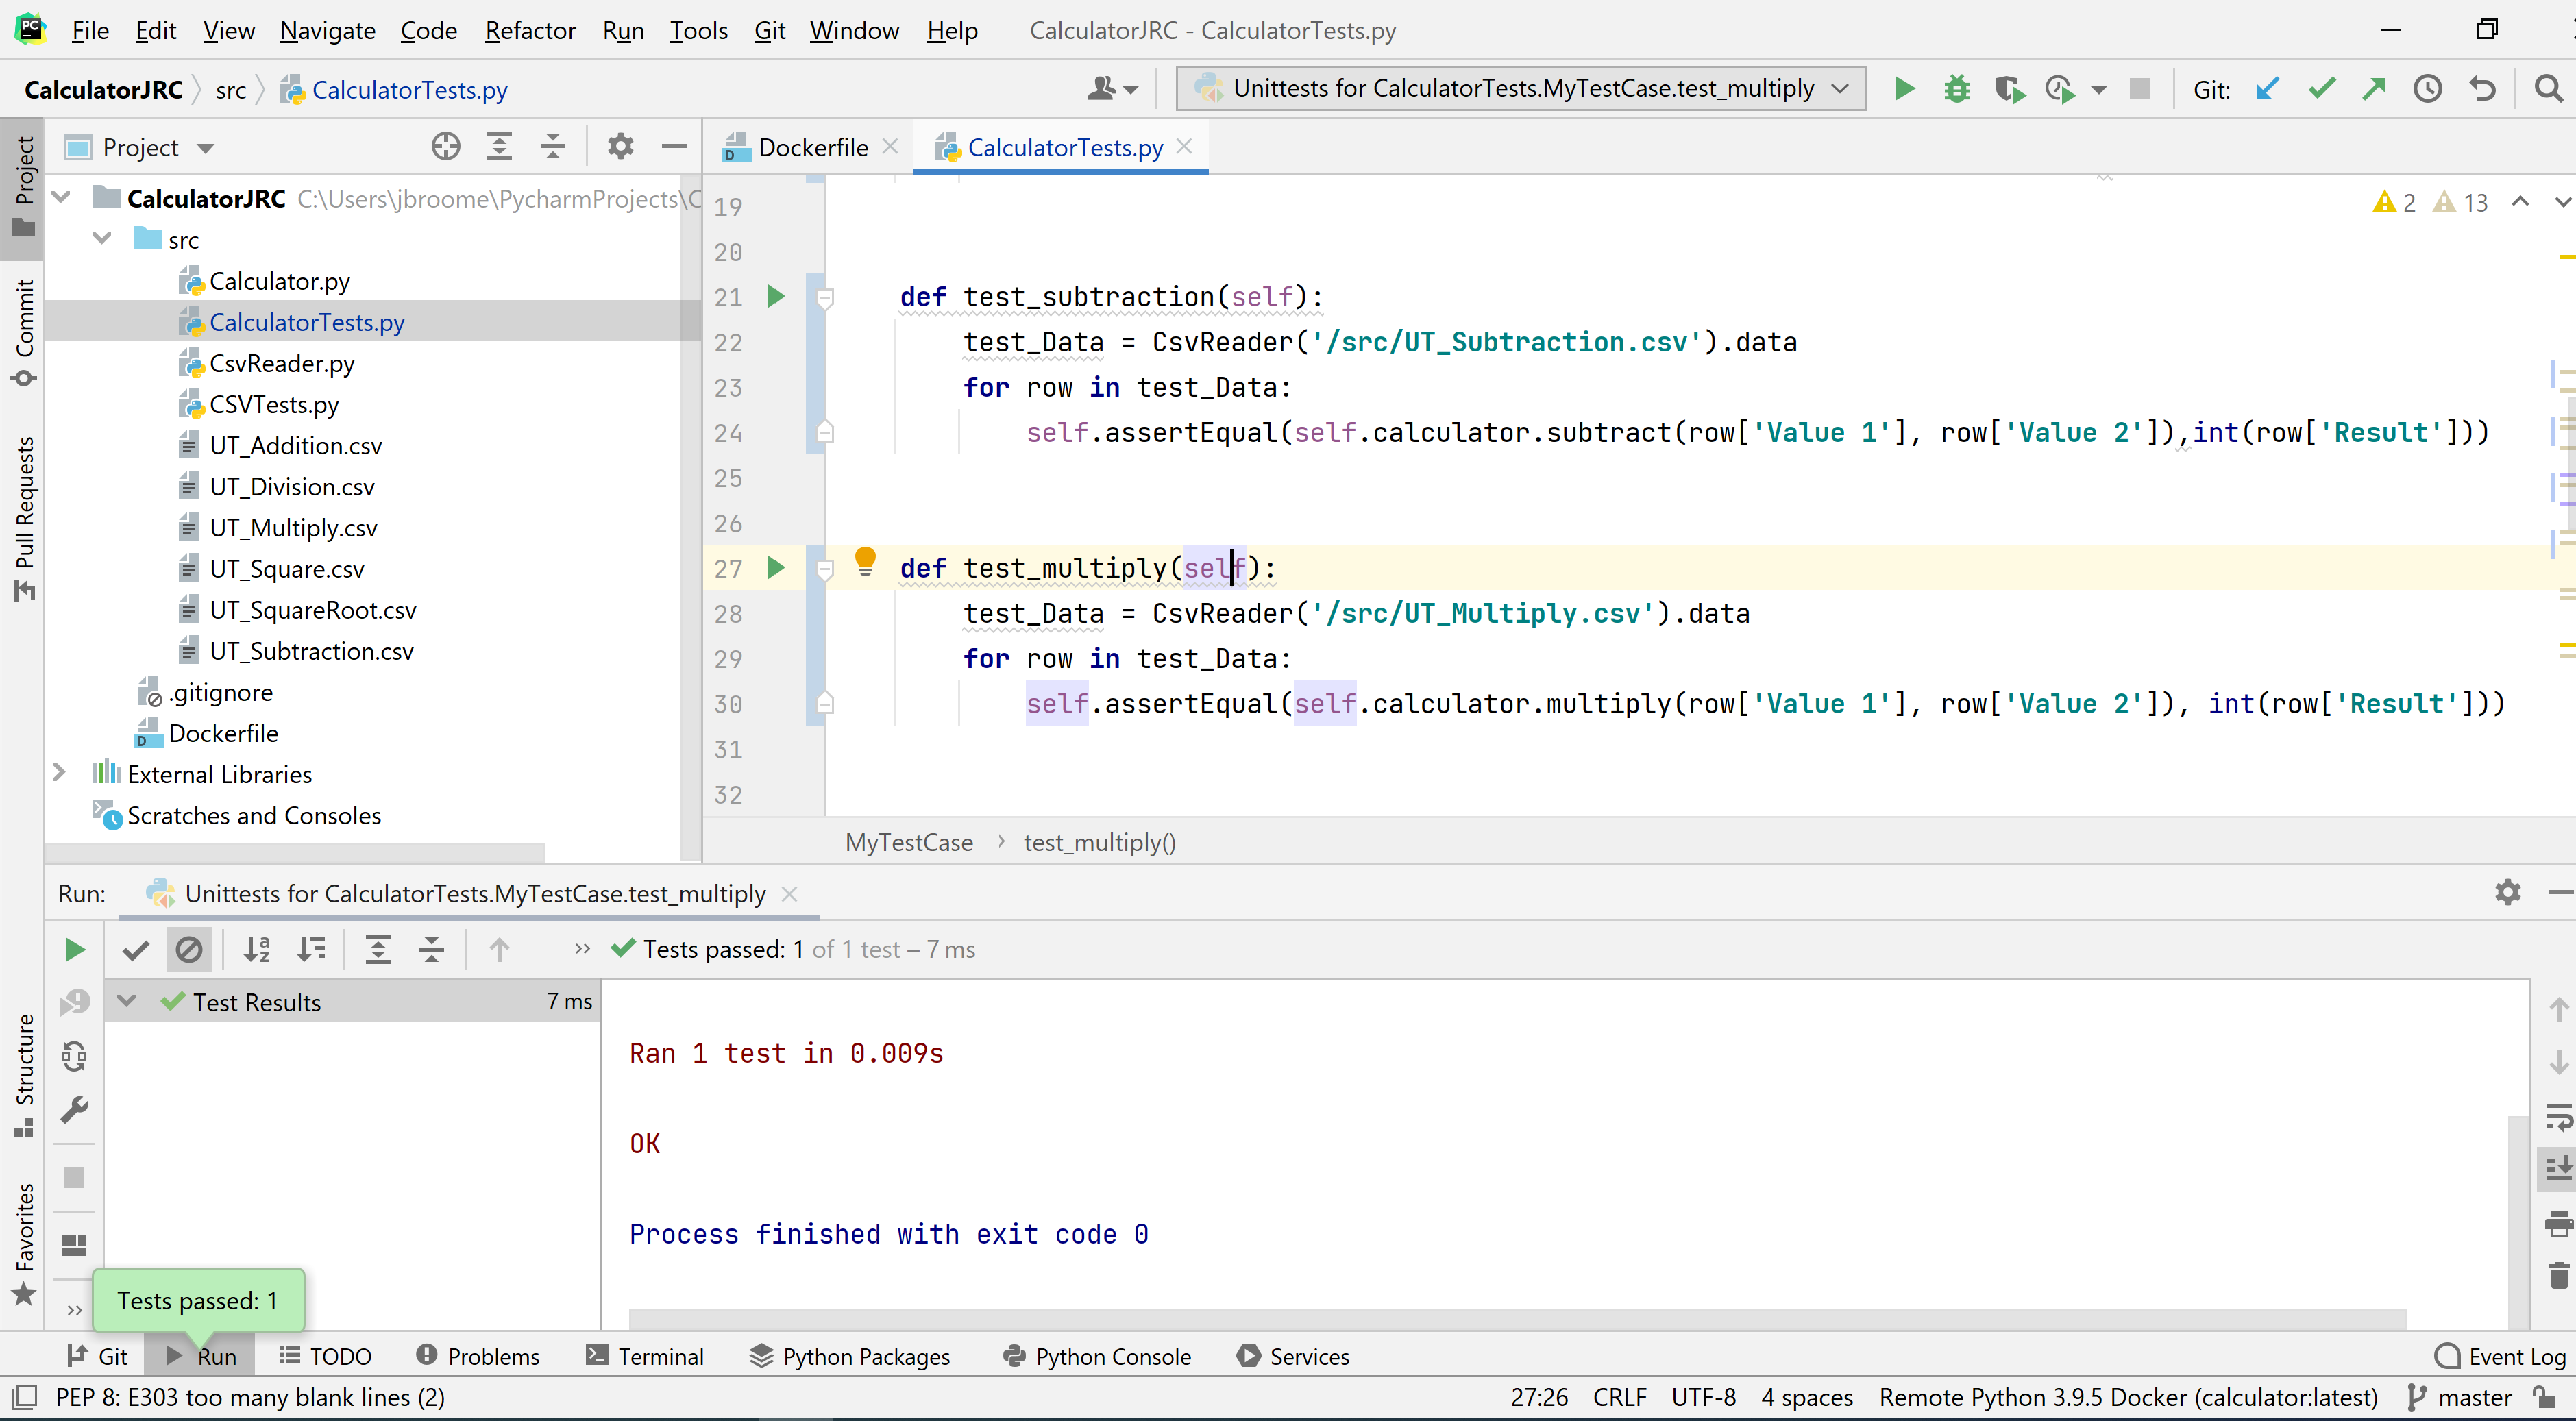 PC File Edit View Navigate Code Refactor Run Tools Git Window Help CalculatorJRC - CalculatorTests.py
CalculatorJRC src CalculatorTests.py Unittests for CalculatorTests.MyTestCase.test_multiply Git:
Project Dockerfile CalculatorTests.py
Project
Commit
Pull Requests
Structure
Favorites
CalculatorJRC C:\Users\jbroome\PycharmProjects\C
src
Calculator.py
CalculatorTests.py
CsvReader.py
CSVTests.py
UT_Addition.csv
UT_Division.csv
UT_Multiply.csv
UT_Square.csv
UT_SquareRoot.csv
UT_Subtraction.csv
.gitignore
Dockerfile
External Libraries
Scratches and Consoles
2 13
19
20
21 def test_subtraction(self):
22 test_Data = CsvReader('/src/UT_Subtraction.csv').data
23 for row in test_Data:
24 self.assertEqual(self.calculator.subtract(row['Value 1'], row['Value 2']),int(row['Result']))
25
26
27 def test_multiply(self):
28 test_Data = CsvReader('/src/UT_Multiply.csv').data
29 for row in test_Data:
30 self.assertEqual(self.calculator.multiply(row['Value 1'], row['Value 2']), int(row['Result']))
31
32
MyTestCase › test_multiply()
Run: Unittests for CalculatorTests.MyTestCase.test_multiply
» Tests passed: 1 of 1 test – 7 ms
Test Results 7 ms
Ran 1 test in 0.009s
OK
Process finished with exit code 0
Tests passed: 1
»
Git Run TODO Problems Terminal Python Packages Python Console Services Event Log
PEP 8: E303 too many blank lines (2) 27:26 CRLF UTF-8 4 spaces Remote Python 3.9.5 Docker (calculator:latest) master